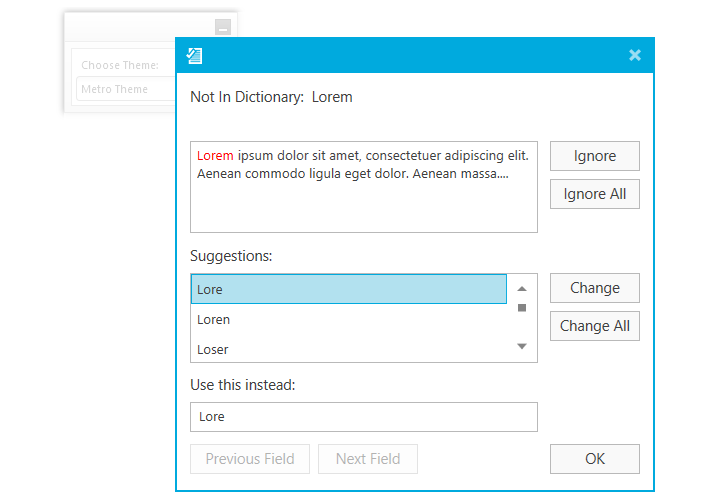 Choose Theme:
Metro Theme
Not In Dictionary: Lorem
Lorem ipsum dolor sit amet, consectetuer adipiscing elit.
Aenean commodo ligula eget dolor. Aenean massa....
Ignore
Ignore All
Suggestions:
Lore
Loren
Loser
Change
Change All
Use this instead:
Lore
Previous Field
Next Field
OK